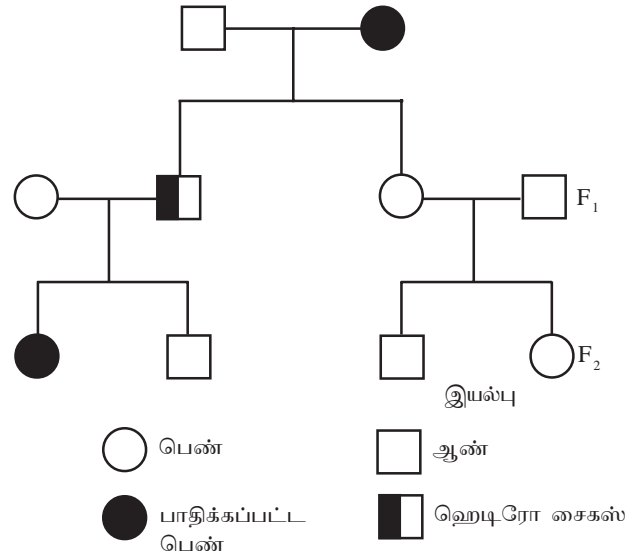 F₁
F₂
இயல்பு
பெண்
ஆண்
பாதிக்கப்பட்ட
பெண்
ஹெடிரோ சைகஸ்